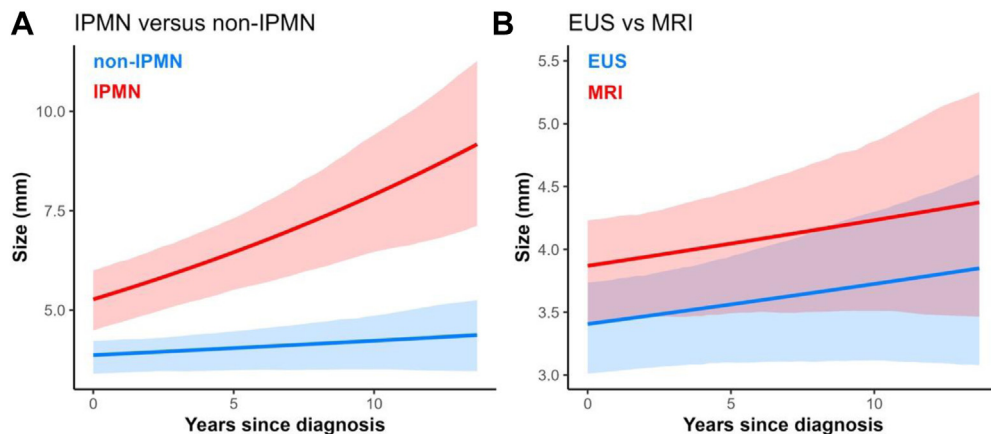 A IPMN versus non-IPMN
non-IPMN
IPMN
10.0
7.5
5.0
Size (mm)
0 5 10
Years since diagnosis
B EUS vs MRI
EUS
MRI
5.5
5.0
4.5
4.0
3.5
3.0
Size (mm)
0 5 10
Years since diagnosis